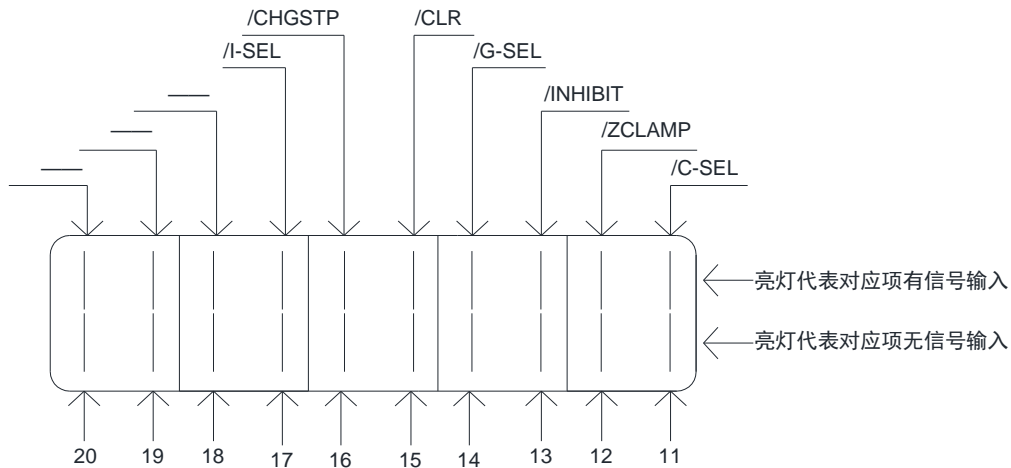 /CHGSTP
/CLR
/I-SEL
/G-SEL
——
/INHIBIT
——
/ZCLAMP
——
/C-SEL
亮灯代表对应项有信号输入
亮灯代表对应项无信号输入
20 19 18 17 16 15 14 13 12 11